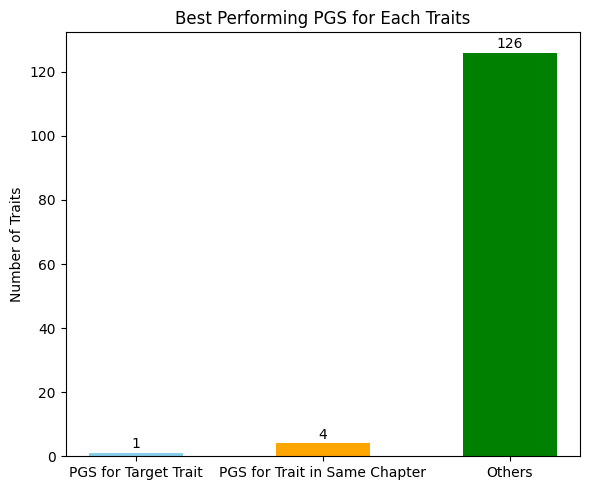 Best Performing PGS for Each Traits
Number of Traits
120
100
80
60
40
20
0
1
4
126
PGS for Target Trait
PGS for Trait in Same Chapter
Others